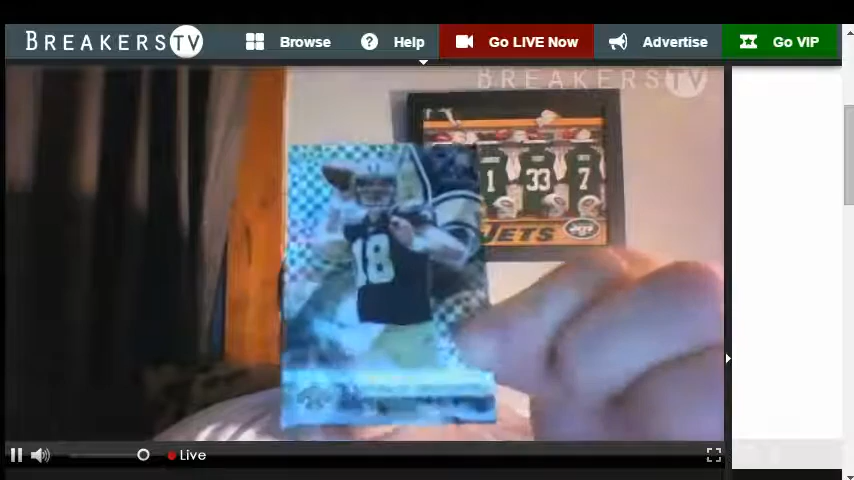 BREAKERS TV
Browse
Help
Go LIVE Now
Advertise
Go VIP
BREAKERS TV
1 33 7
JETS
18
Live